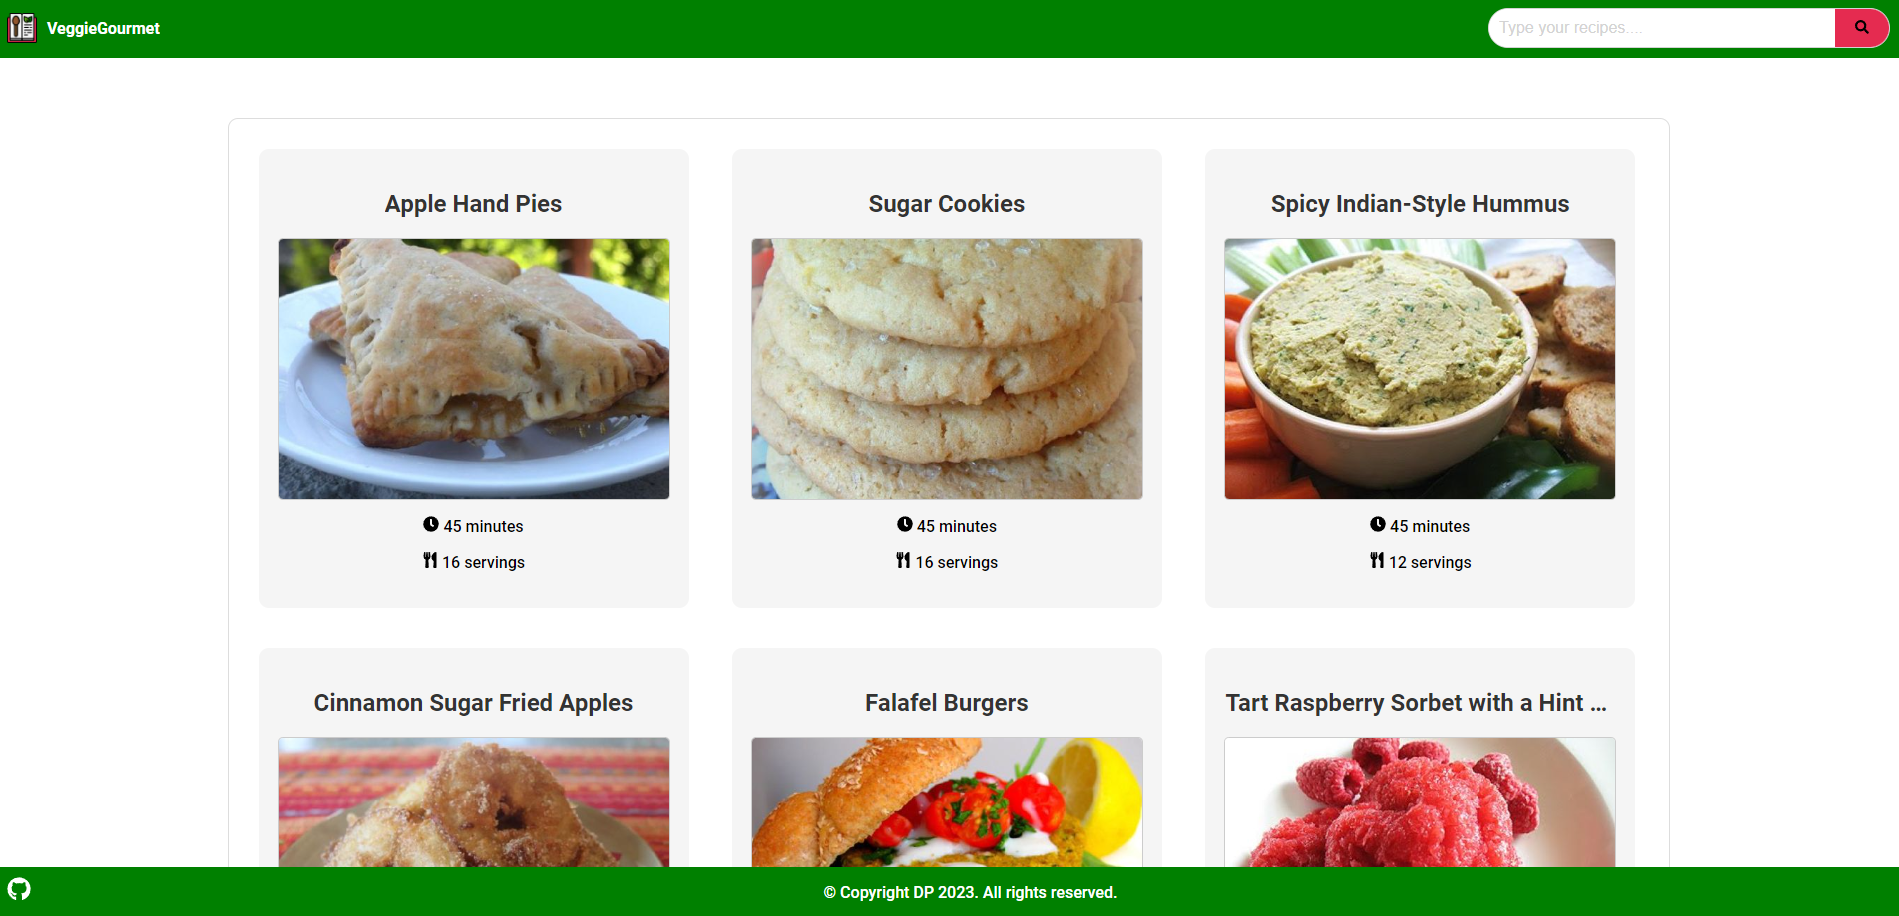 VeggieGourmet
Type your recipes....
Apple Hand Pies
Sugar Cookies
Spicy Indian-Style Hummus
45 minutes
45 minutes
45 minutes
16 servings
16 servings
12 servings
Cinnamon Sugar Fried Apples
Falafel Burgers
Tart Raspberry Sorbet with a Hint ...
© Copyright DP 2023. All rights reserved.